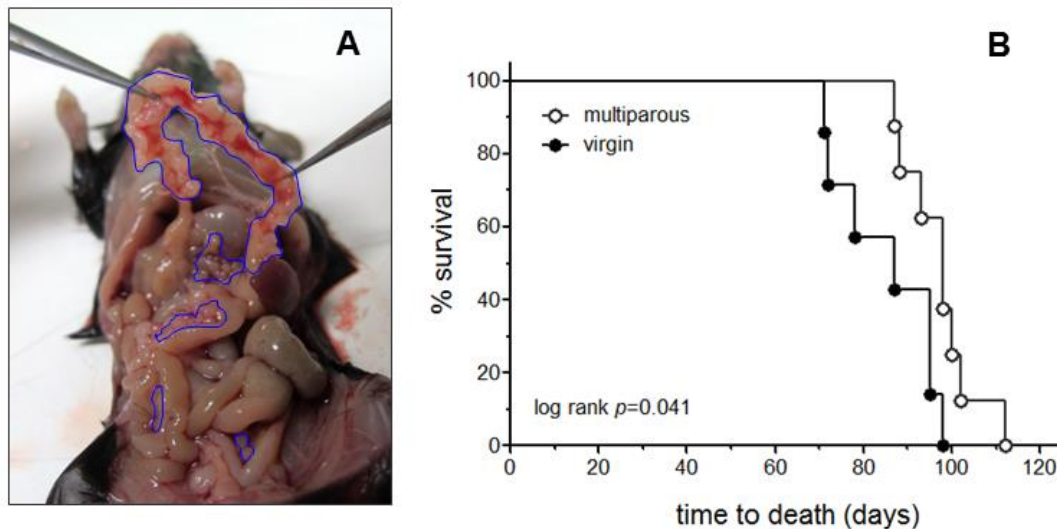 A
B
100
80
60
40
20
0
multiparous
virgin
log rank p=0.041
% survival
0 20 40 60 80 100 120
time to death (days)